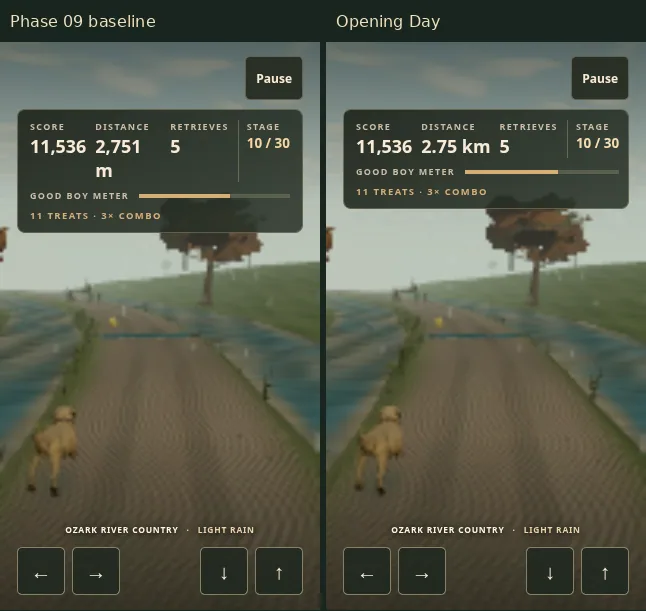 Phase 09 baseline
Pause
SCORE DISTANCE RETRIEVES STAGE
11,536 2,751 m 5 10 / 30
GOOD BOY METER
11 TREATS · 3× COMBO
OZARK RIVER COUNTRY · LIGHT RAIN
← → ↓ ↑
Opening Day
Pause
SCORE DISTANCE RETRIEVES STAGE
11,536 2.75 km 5 10 / 30
GOOD BOY METER
11 TREATS · 3× COMBO
OZARK RIVER COUNTRY · LIGHT RAIN
← → ↓ ↑